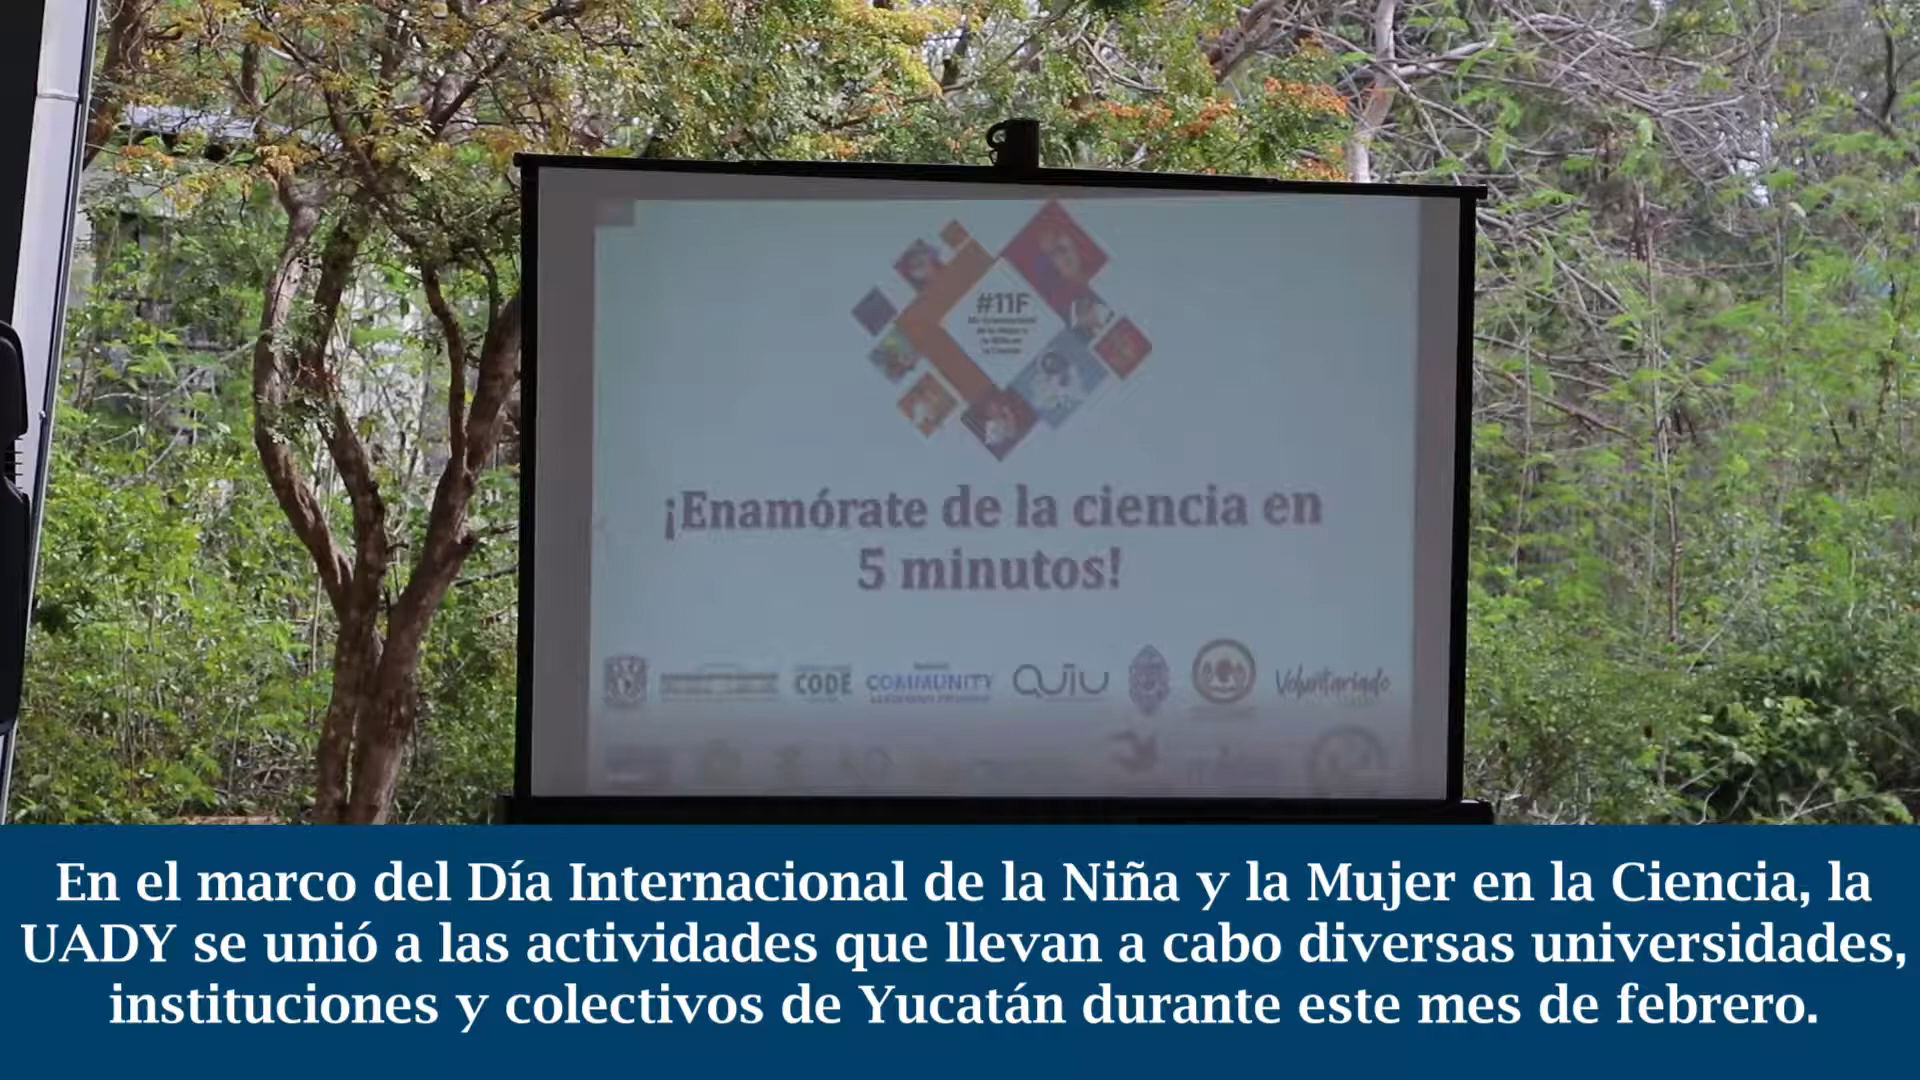 #11F
¡Enamórate de la ciencia en
5 minutos!
CODE
COMMUNITY
Voluntariado
En el marco del Día Internacional de la Niña y la Mujer en la Ciencia, la
UADY se unió a las actividades que llevan a cabo diversas universidades,
instituciones y colectivos de Yucatán durante este mes de febrero.